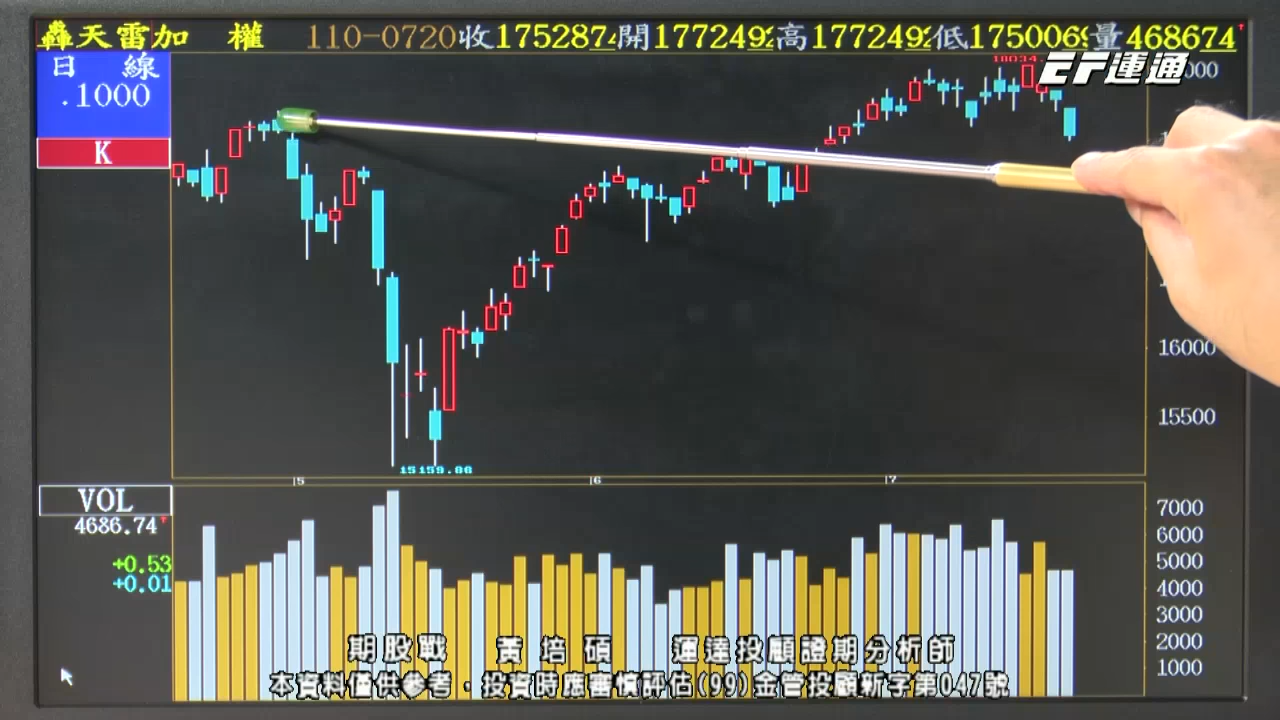 轟天雷加 權 110-0720收1752874開1772492高1772492低1750069量468674↑
日 線
.1000
K
EF運通
16000
15500
15159.86
5 6 7
VOL
4686.74↑
+0.53
+0.01
7000
6000
5000
4000
3000
2000
1000
期股戰 黃培碩 運達投顧證期分析師
本資料僅供參考．投資時應審慎評估(99)金管投顧新字第047號